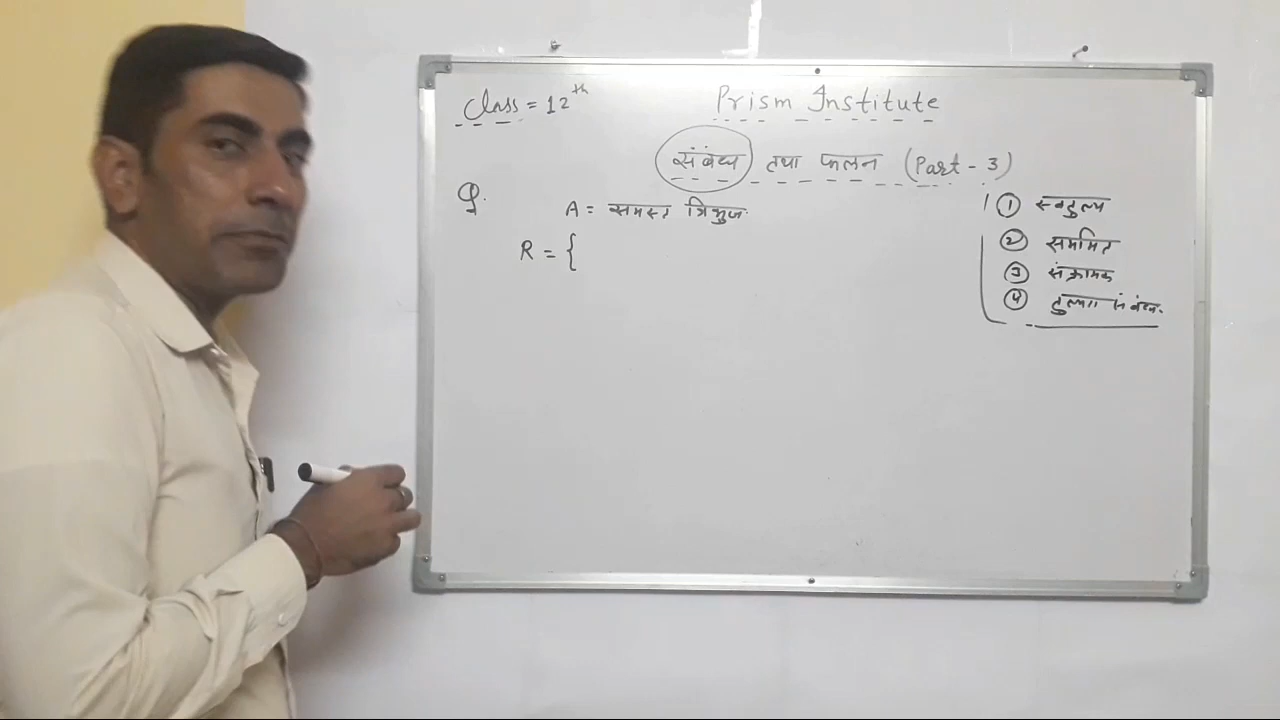 Class = 12th
Prism Institute
संबंध तथा फलन (Part - 3)
Q.
A = समस्त त्रिभुज
R = {
1 स्वतुल्य
2 सममित
3 संक्रामक
4 तुल्यता संबंध.